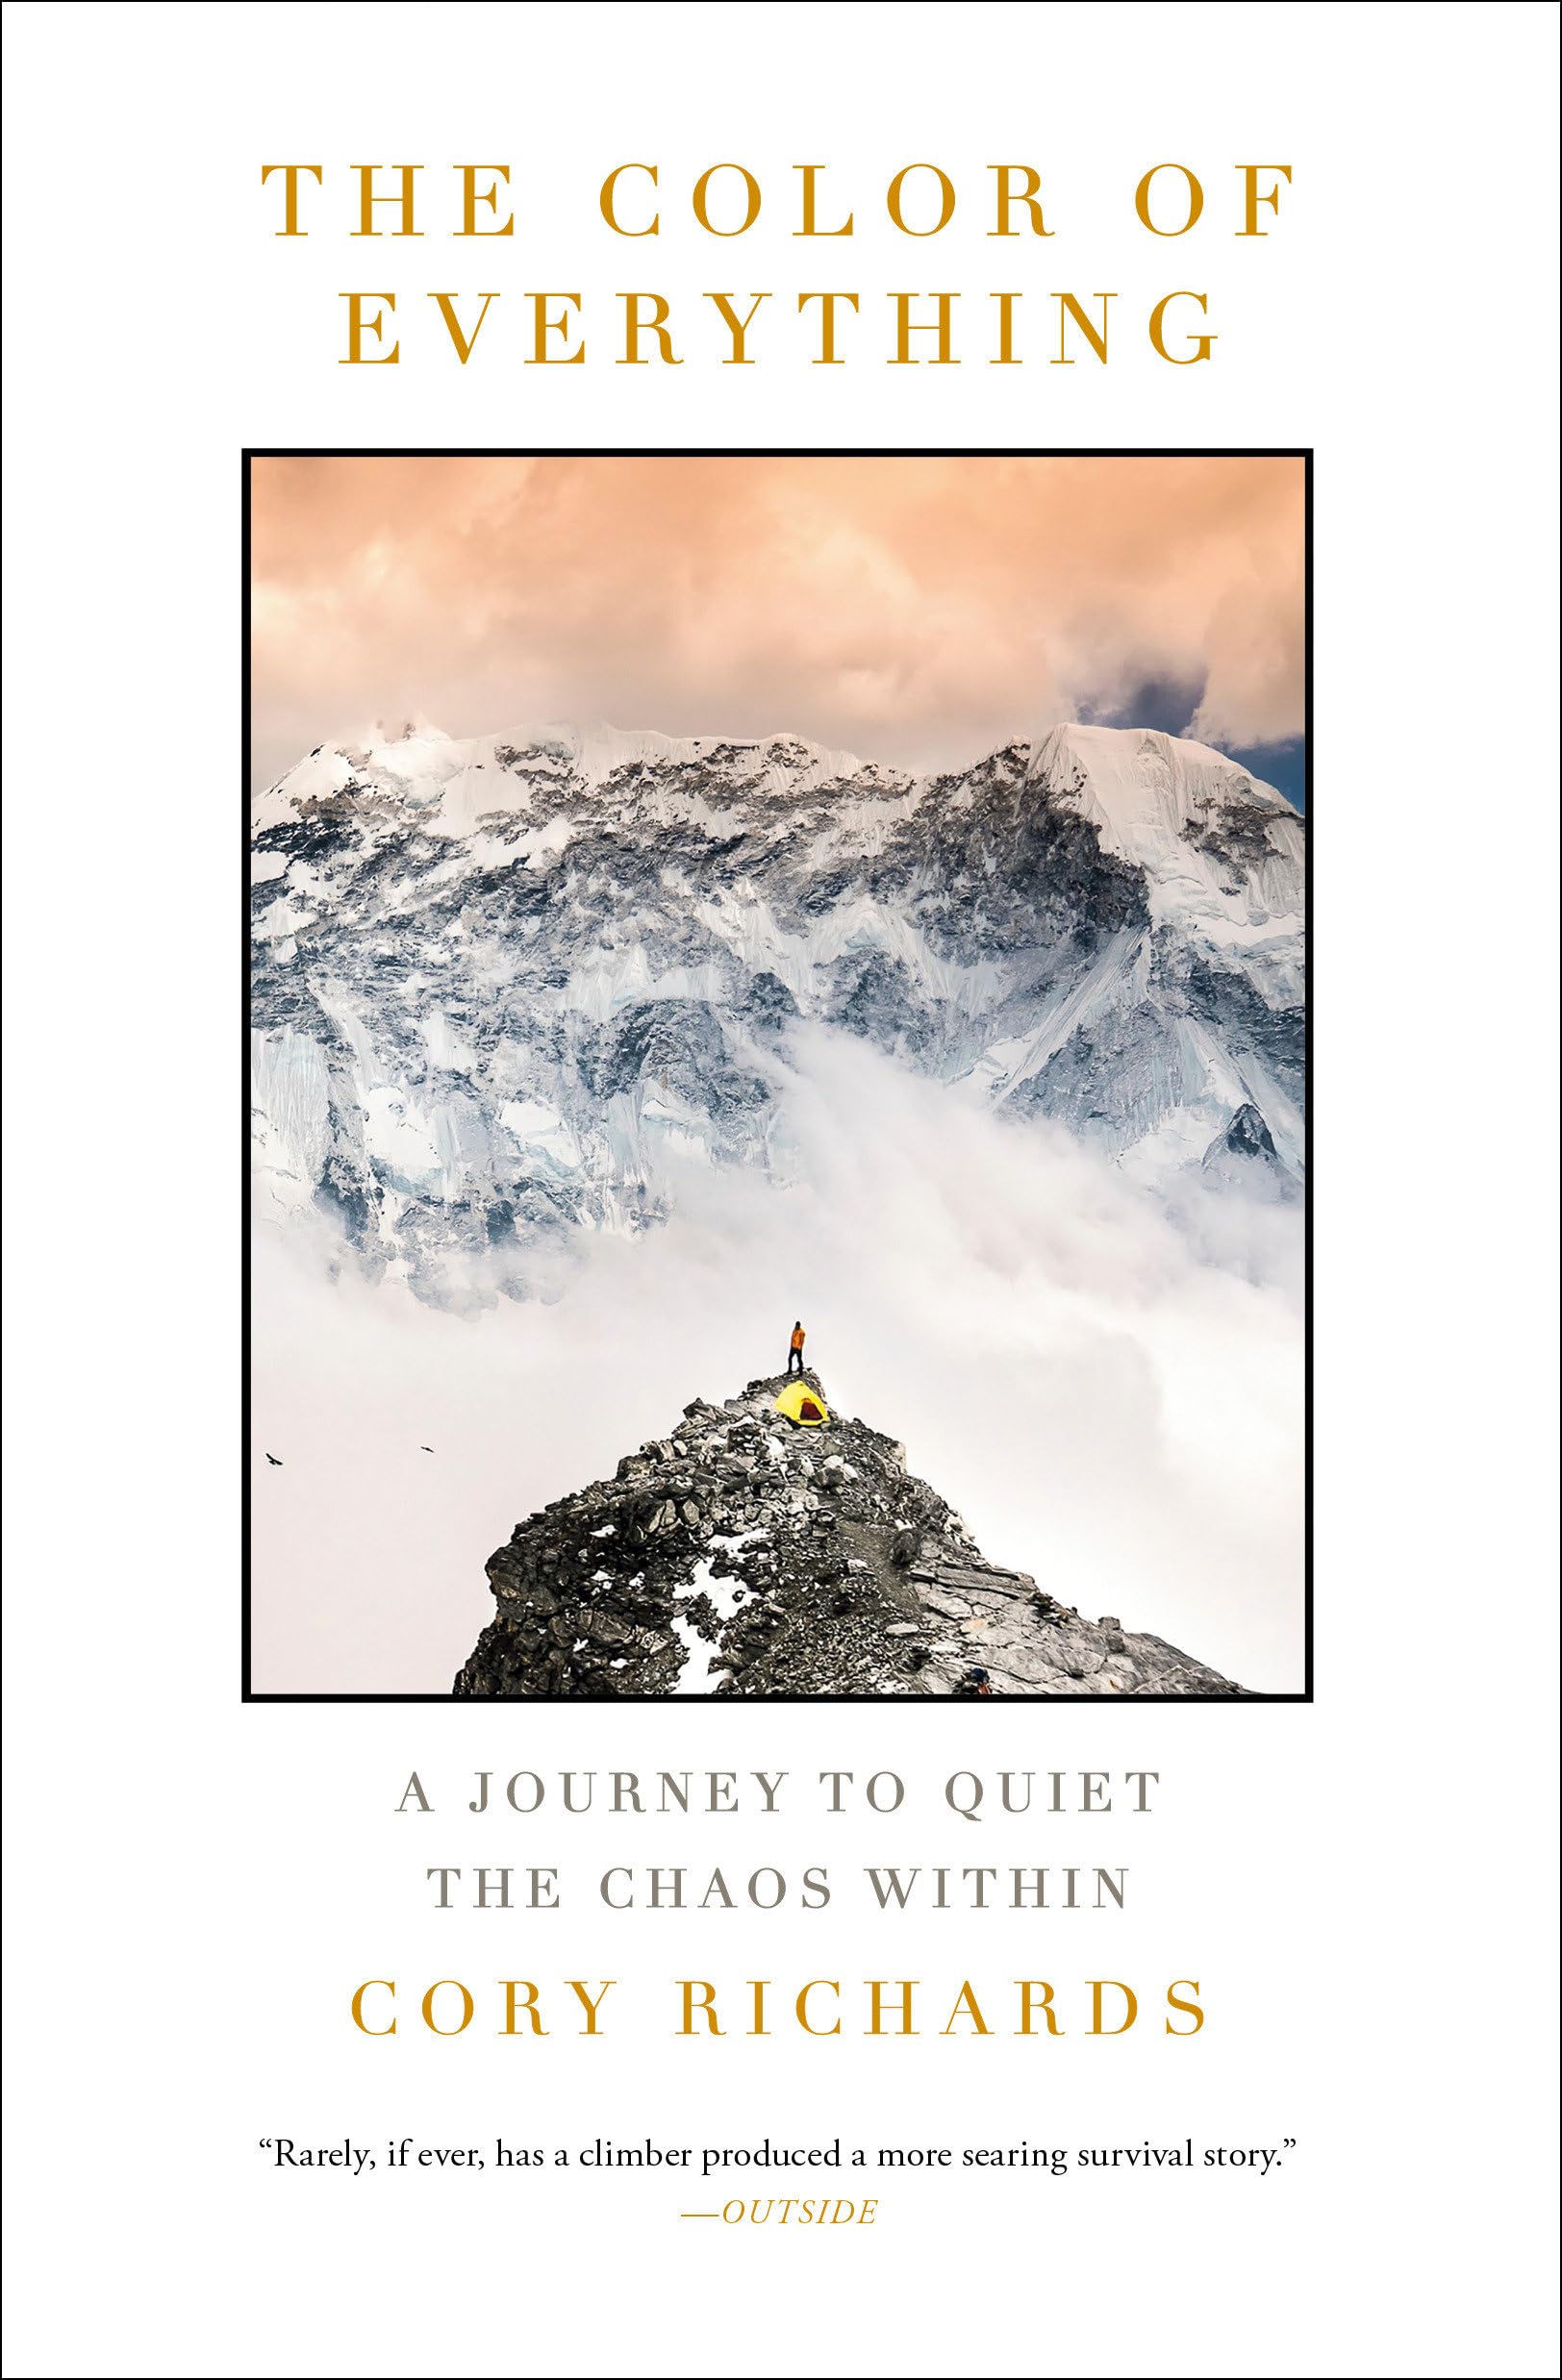 THE COLOR OF
EVERYTHING
A JOURNEY TO QUIET
THE CHAOS WITHIN
CORY RICHARDS
“Rarely, if ever, has a climber produced a more searing survival story.”
—OUTSIDE